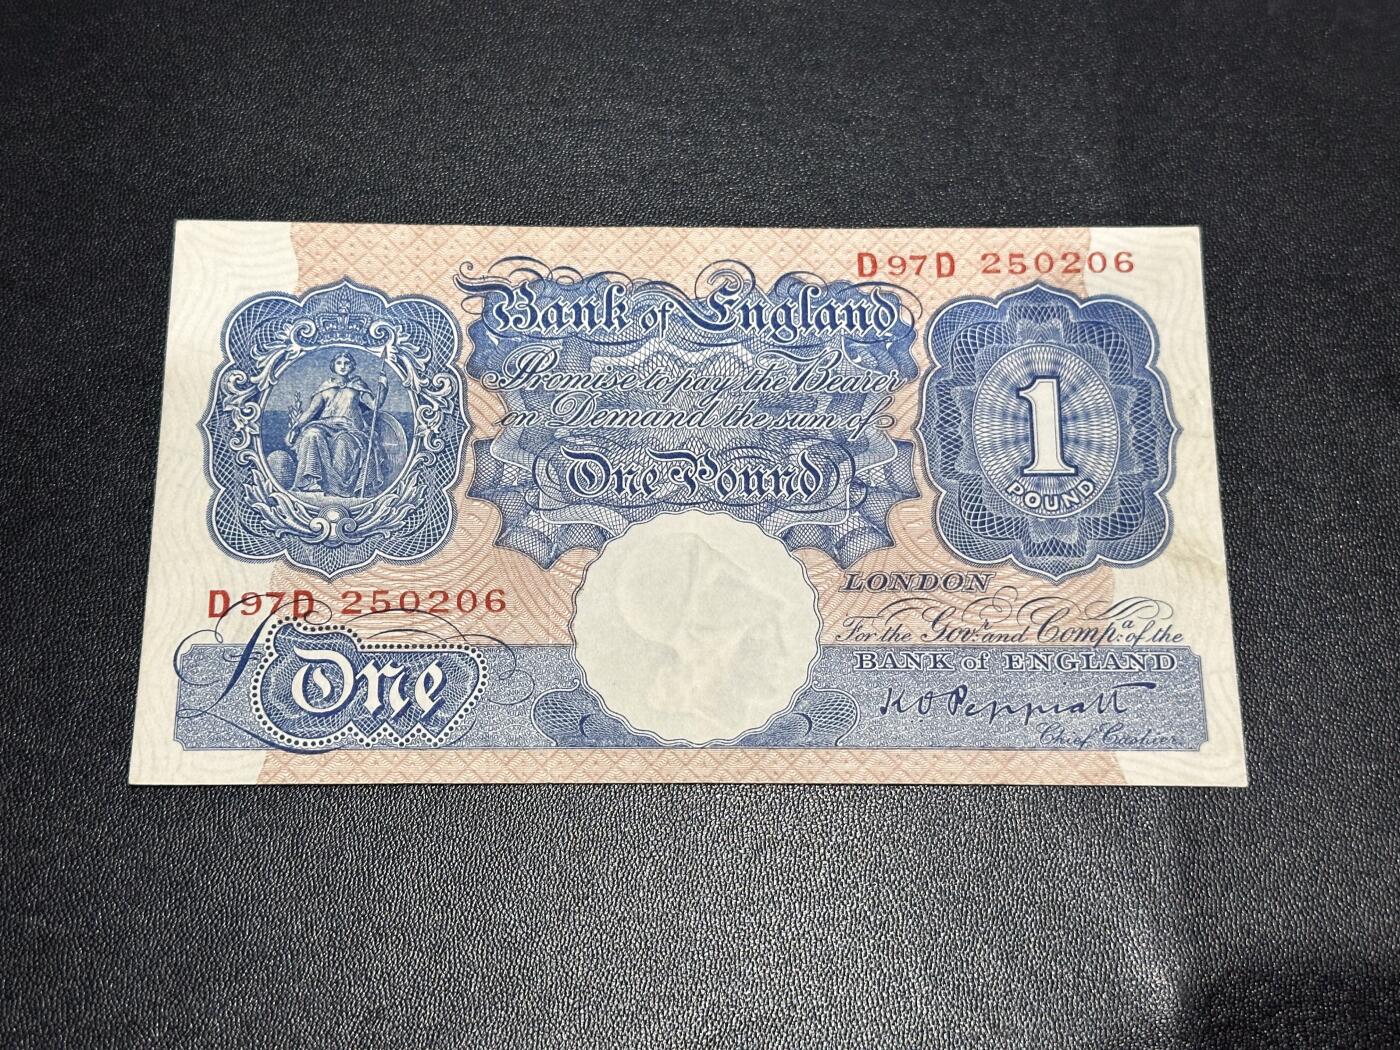 D97D 250206
Bank of England
Promise to pay the Bearer
on Demand the sum of
One Pound
1
POUND
D97D 250206
£One
LONDON
For the Govr. and Compa. of the
BANK of ENGLAND
K O Peppiatt
Chief Cashier.